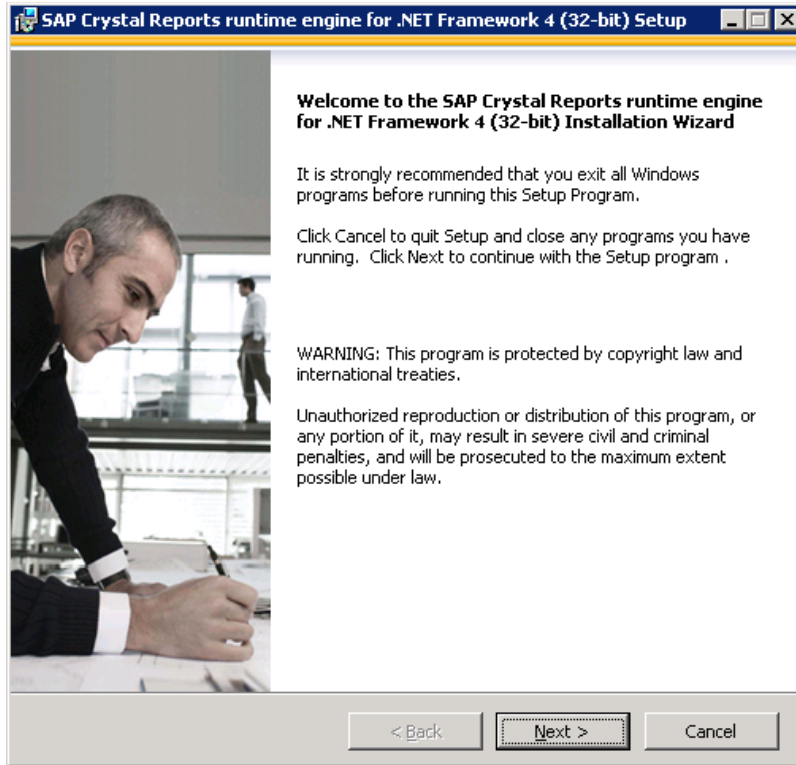 SAP Crystal Reports runtime engine for .NET Framework 4 (32-bit) Setup
Welcome to the SAP Crystal Reports runtime engine
for .NET Framework 4 (32-bit) Installation Wizard
It is strongly recommended that you exit all Windows
programs before running this Setup Program.
Click Cancel to quit Setup and close any programs you have
running.  Click Next to continue with the Setup program .
WARNING: This program is protected by copyright law and
international treaties.
Unauthorized reproduction or distribution of this program, or
any portion of it, may result in severe civil and criminal
penalties, and will be prosecuted to the maximum extent
possible under law.
< Back
Next >
Cancel